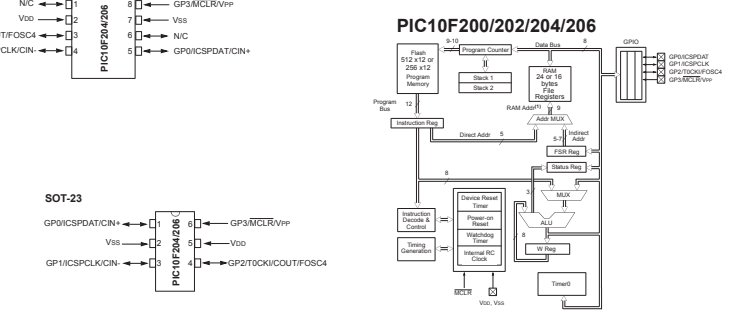 N/C
1
8
GP3/MCLR/VPP
VDD
2
7
VSS
T/FOSC4
3
6
N/C
CLK/CIN-
4
5
GP0/ICSPDAT/CIN+
PIC10F204/206
SOT-23
GP0/ICSPDAT/CIN+
1
6
GP3/MCLR/VPP
VSS
2
5
VDD
GP1/ICSPCLK/CIN-
3
4
GP2/T0CKI/COUT/FOSC4
PIC10F204/206
PIC10F200/202/204/206
9-10
Data Bus
8
GPIO
Flash
512 x12 or
256 x12
Program
Memory
Program Counter
Stack 1
Stack 2
RAM
24 or 16
bytes
File
Registers
GP0/ICSPDAT
GP1/ICSPCLK
GP2/T0CKI/FOSC4
GP3/MCLR/VPP
Program
Bus
12
RAM Addr(1)
9
Addr MUX
Instruction Reg
Direct Addr
5
5-7
Indirect
Addr
FSR Reg
Status Reg
8
3
MUX
Device Reset
Timer
Power-on
Reset
Watchdog
Timer
Internal RC
Clock
Instruction
Decode &
Control
Timing
Generation
ALU
8
W Reg
Timer0
MCLR
VDD, VSS